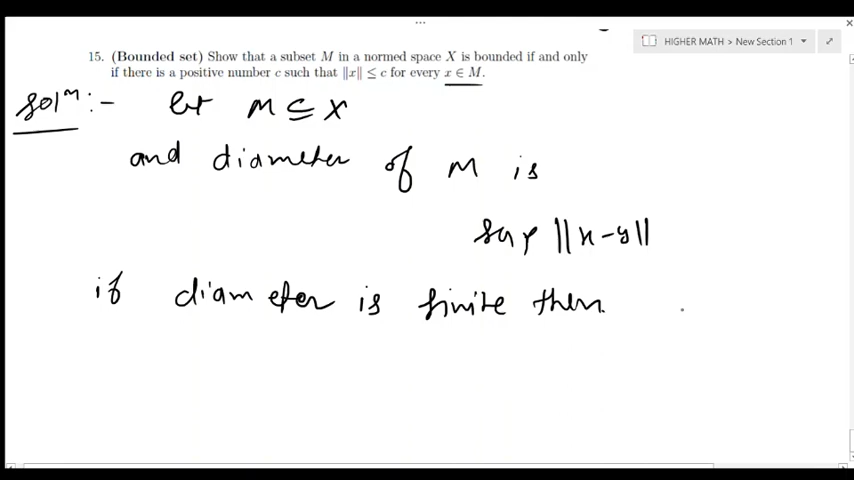 HIGHER MATH > New Section 1
15. (Bounded set) Show that a subset M in a normed space X is bounded if and only
if there is a positive number c such that ||x|| ≤ c for every x ∈ M.
Solⁿ:- let M ⊆ X
and diameter of M is
sup ||x-y||
if diameter is finite then